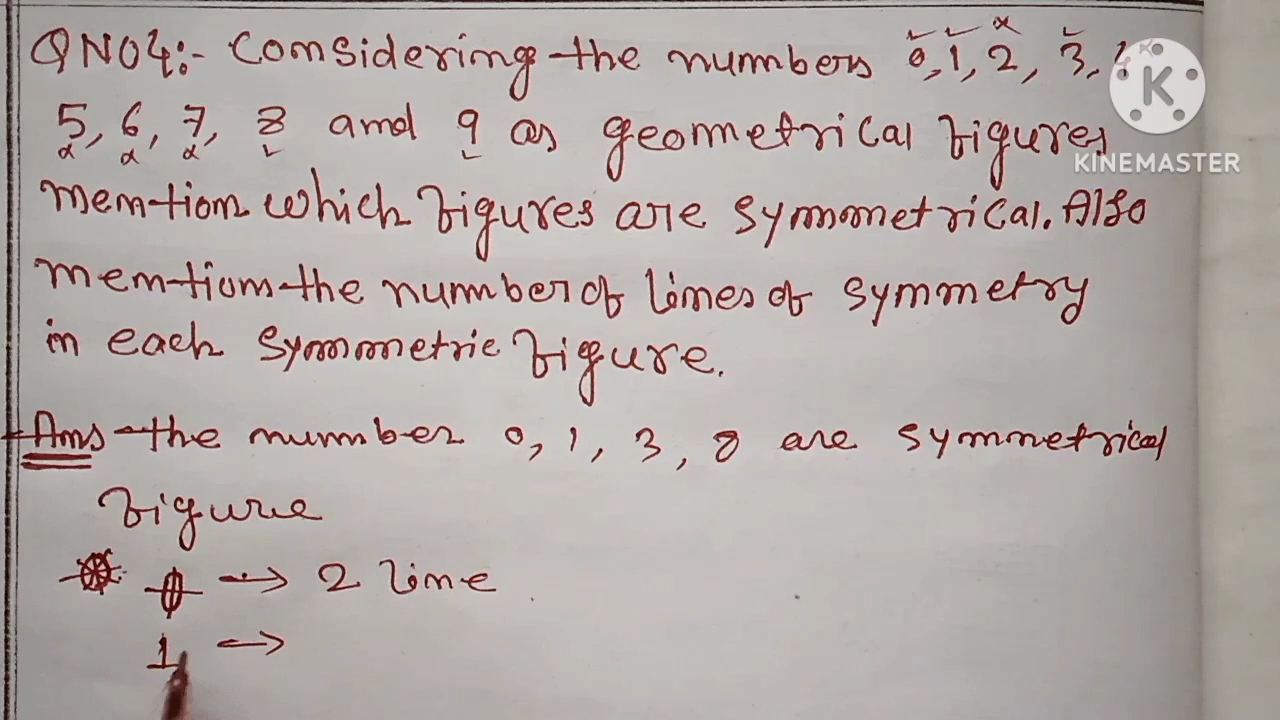 QNO4:- Considering the numbers 0, 1, 2, 3, 4
5, 6, 7, 8 and 9 as geometrical figures
mention which figures are symmetrical. Also
mention the number of lines of symmetry
in each symmetric figure.
Ans - the number 0, 1, 3, 8 are symmetrical
figure
0 → 2 line
1 →
K
KINEMASTER